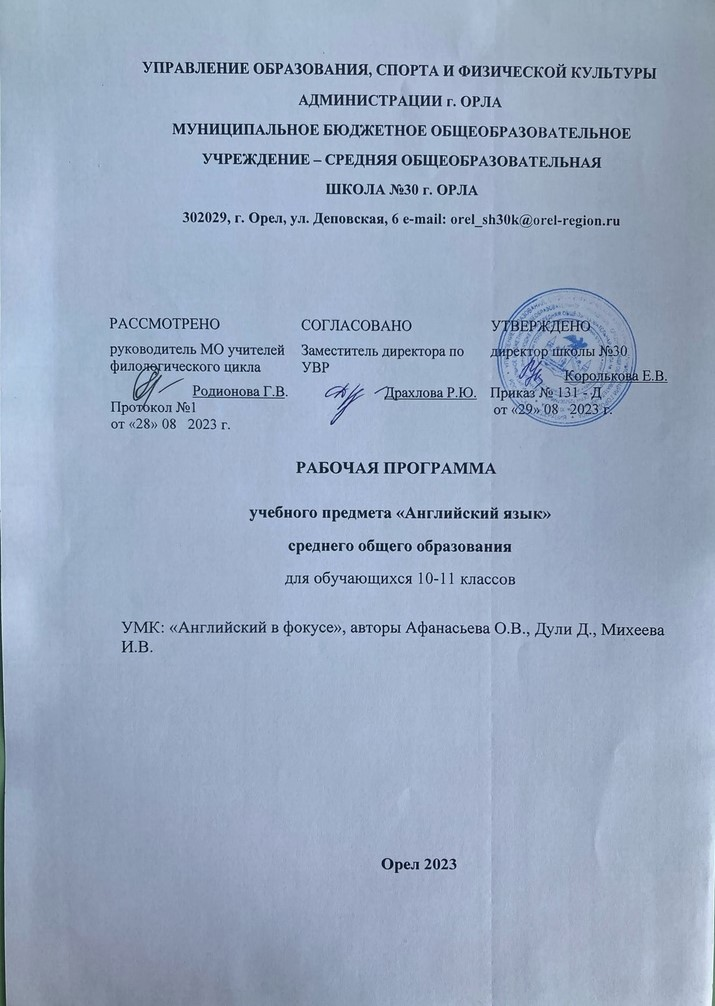 УПРАВЛЕНИЕ ОБРАЗОВАНИЯ, СПОРТА И ФИЗИЧЕСКОЙ КУЛЬТУРЫ
АДМИНИСТРАЦИИ г. ОРЛА
МУНИЦИПАЛЬНОЕ БЮДЖЕТНОЕ ОБЩЕОБРАЗОВАТЕЛЬНОЕ
УЧРЕЖДЕНИЕ – СРЕДНЯЯ ОБЩЕОБРАЗОВАТЕЛЬНАЯ
ШКОЛА №30 г. ОРЛА
302029, г. Орел, ул. Деповская, 6 e-mail: orel_sh30k@orel-region.ru
РАССМОТРЕНО
руководитель МО учителей
филологического цикла
Родионова Г.В.
Протокол №1
от «28» 08 2023 г.
СОГЛАСОВАНО
Заместитель директора по
УВР
Драхлова Р.Ю.
УТВЕРЖДЕНО
директор школы №30
Королькова Е.В.
Приказ № 131 - Д
от «29» 08 2023 г.
РАБОЧАЯ ПРОГРАММА
учебного предмета «Английский язык»
среднего общего образования
для обучающихся 10-11 классов
УМК: «Английский в фокусе», авторы Афанасьева О.В., Дули Д., Михеева
И.В.
Орел 2023